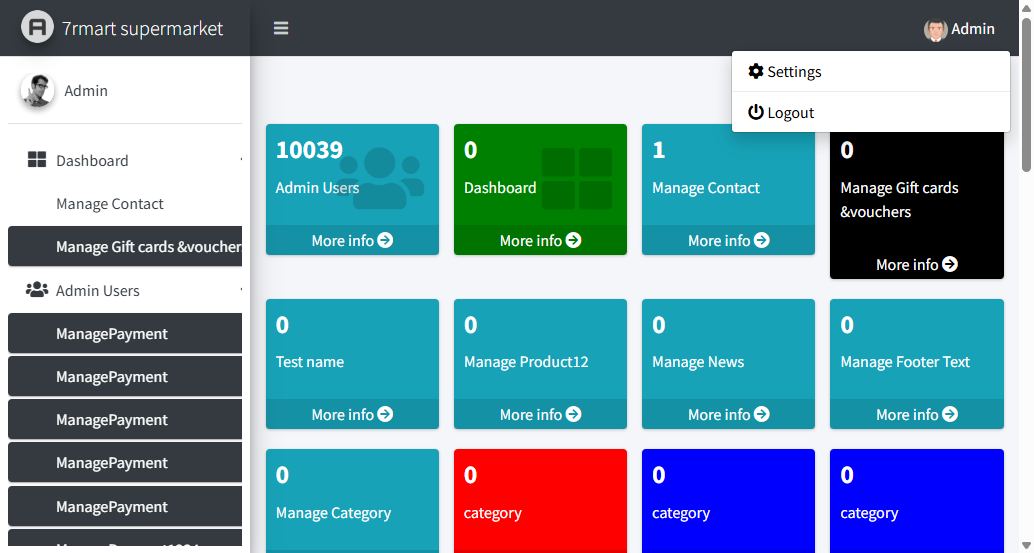 7rmart supermarket
Admin
Settings
Logout
Admin
Dashboard
Manage Contact
Manage Gift cards &voucher
Admin Users
ManagePayment
ManagePayment
ManagePayment
ManagePayment
ManagePayment
10039
Admin Users
More info
0
Dashboard
More info
1
Manage Contact
More info
0
Manage Gift cards
&vouchers
More info
0
Test name
More info
0
Manage Product12
More info
0
Manage News
More info
0
Manage Footer Text
More info
0
Manage Category
0
category
0
category
0
category